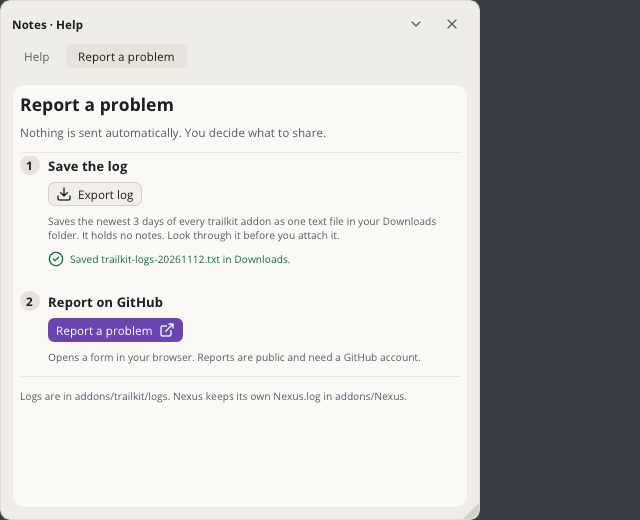 Notes · Help
Help
Report a problem
Report a problem
Nothing is sent automatically. You decide what to share.
1
Save the log
Export log
Saves the newest 3 days of every trailkit addon as one text file in your Downloads
folder. It holds no notes. Look through it before you attach it.
Saved trailkit-logs-20261112.txt in Downloads.
2
Report on GitHub
Report a problem
Opens a form in your browser. Reports are public and need a GitHub account.
Logs are in addons/trailkit/logs. Nexus keeps its own Nexus.log in addons/Nexus.